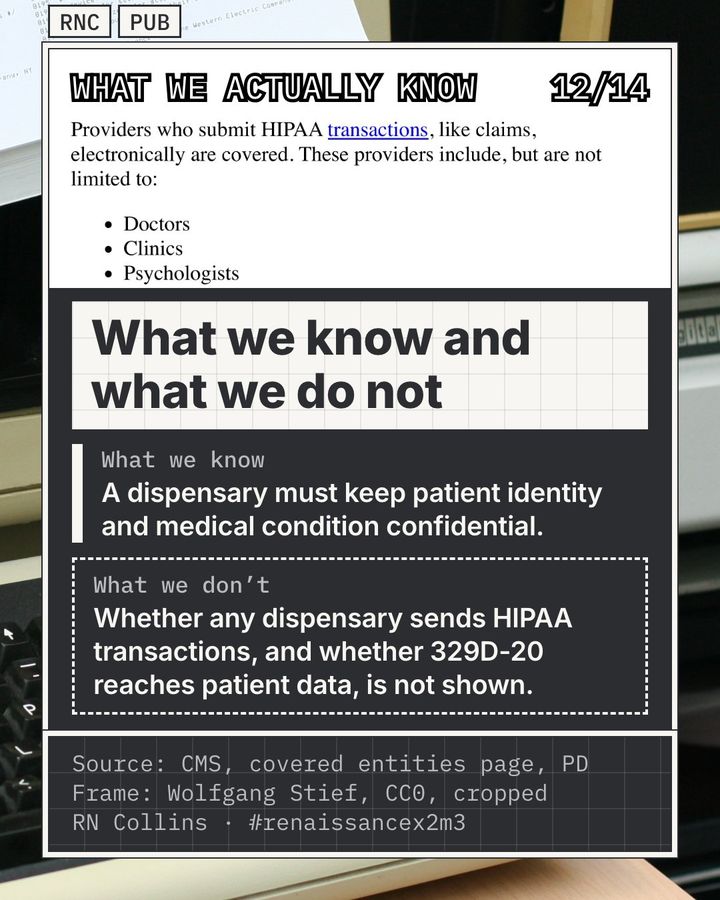 RNC PUB
WHAT WE ACTUALLY KNOW 12/14
Providers who submit HIPAA transactions, like claims,
electronically are covered. These providers include, but are not
limited to:
• Doctors
• Clinics
• Psychologists
What we know and
what we do not
What we know
A dispensary must keep patient identity
and medical condition confidential.
What we don’t
Whether any dispensary sends HIPAA
transactions, and whether 329D-20
reaches patient data, is not shown.
Source: CMS, covered entities page, PD
Frame: Wolfgang Stief, CC0, cropped
RN Collins · #renaissancex2m3